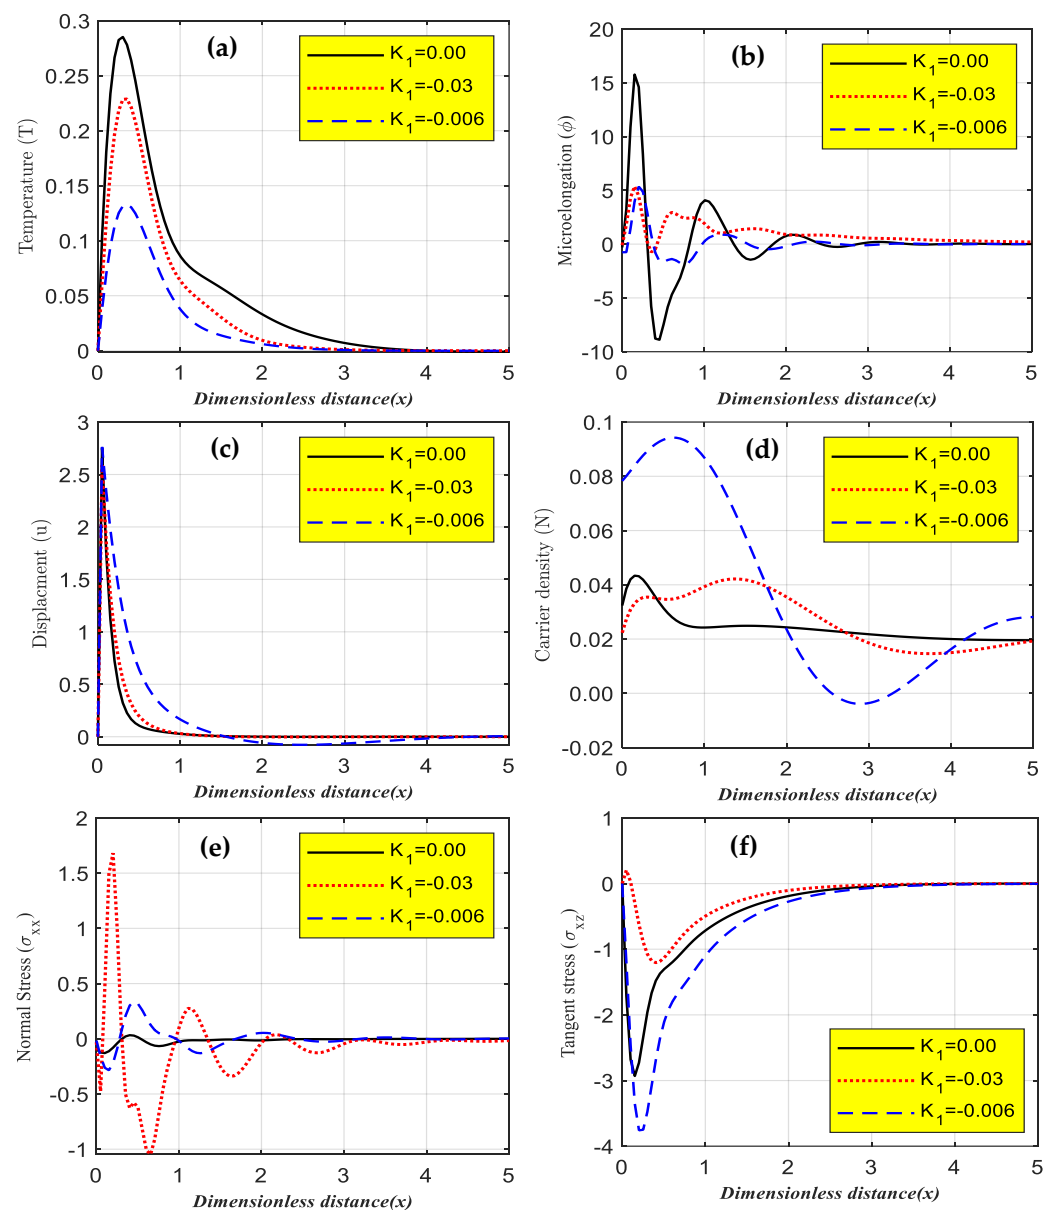 (a)
K1=0.00
K1=-0.03
K1=-0.006
Temperature (T)
0.3
0.25
0.2
0.15
0.1
0.05
0
0 1 2 3 4 5
Dimensionless distance(x)
(b)
K1=0.00
K1=-0.03
K1=-0.006
Microelongation (ϕ)
20
15
10
5
0
-5
-10
0 1 2 3 4 5
Dimensionless distance(x)
(c)
K1=0.00
K1=-0.03
K1=-0.006
Displacment (u)
3
2.5
2
1.5
1
0.5
0
0 1 2 3 4 5
Dimensionless distance(x)
(d)
K1=0.00
K1=-0.03
K1=-0.006
Carrier density (N)
0.1
0.08
0.06
0.04
0.02
0.00
-0.02
0 1 2 3 4 5
Dimensionless distance(x)
(e)
K1=0.00
K1=-0.03
K1=-0.006
Normal Stress (σxx)
2
1.5
1
0.5
0
-0.5
-1
0 1 2 3 4 5
Dimensionless distance(x)
(f)
K1=0.00
K1=-0.03
K1=-0.006
Tangent stress ( σxz)
1
0
-1
-2
-3
-4
0 1 2 3 4 5
Dimensionless distance(x)